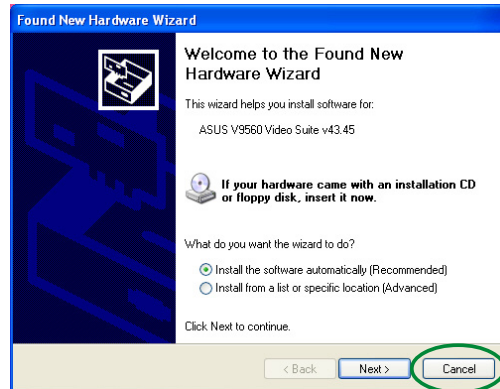 Found New Hardware Wizard
Welcome to the Found New
Hardware Wizard
This wizard helps you install software for:
ASUS V9560 Video Suite v43.45
If your hardware came with an installation CD
or floppy disk, insert it now.
What do you want the wizard to do?
Install the software automatically (Recommended)
Install from a list or specific location (Advanced)
Click Next to continue.
< Back
Next >
Cancel